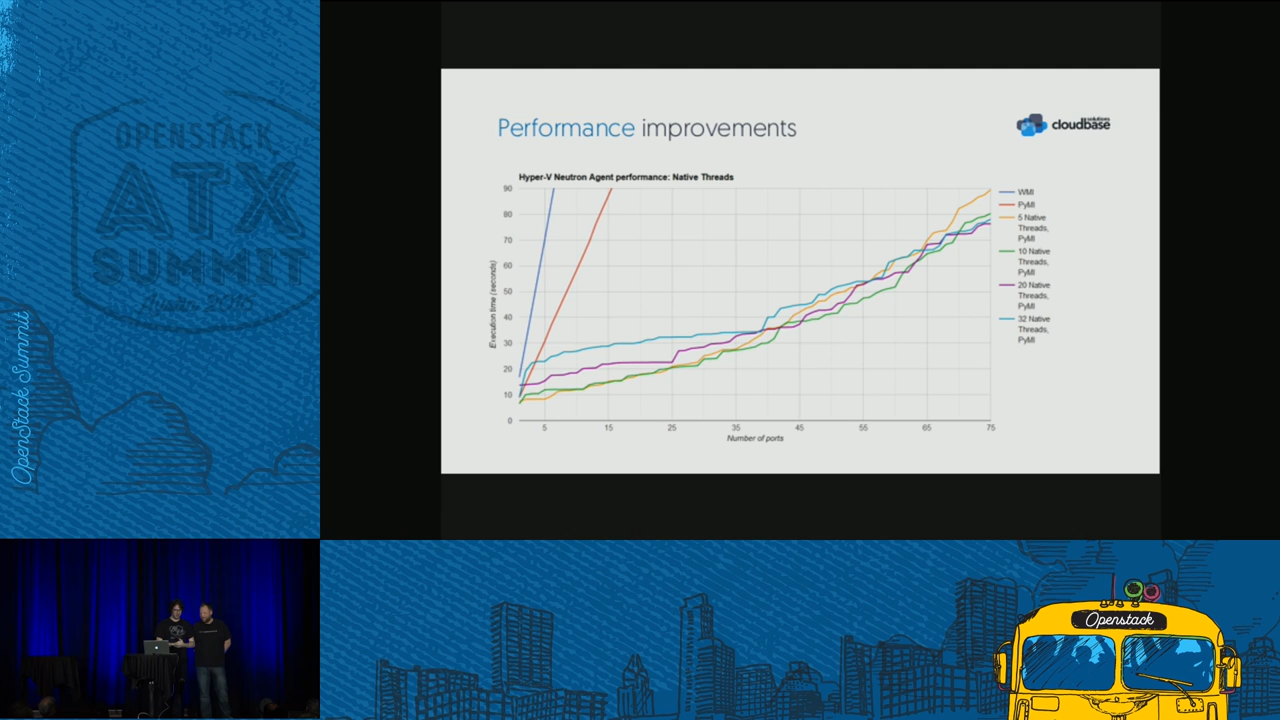 OPENSTACK
ATX
SUMMIT
OpenStack Summit
Performance improvements
cloudbase
solutions
Hyper-V Neutron Agent performance: Native Threads
90
80
70
60
50
40
30
20
10
0
Execution time (seconds)
5
15
25
35
45
55
65
75
Number of ports
WMI
PyMI
5 Native
Threads,
PyMI
10 Native
Threads,
PyMI
20 Native
Threads,
PyMI
32 Native
Threads,
PyMI
Openstack